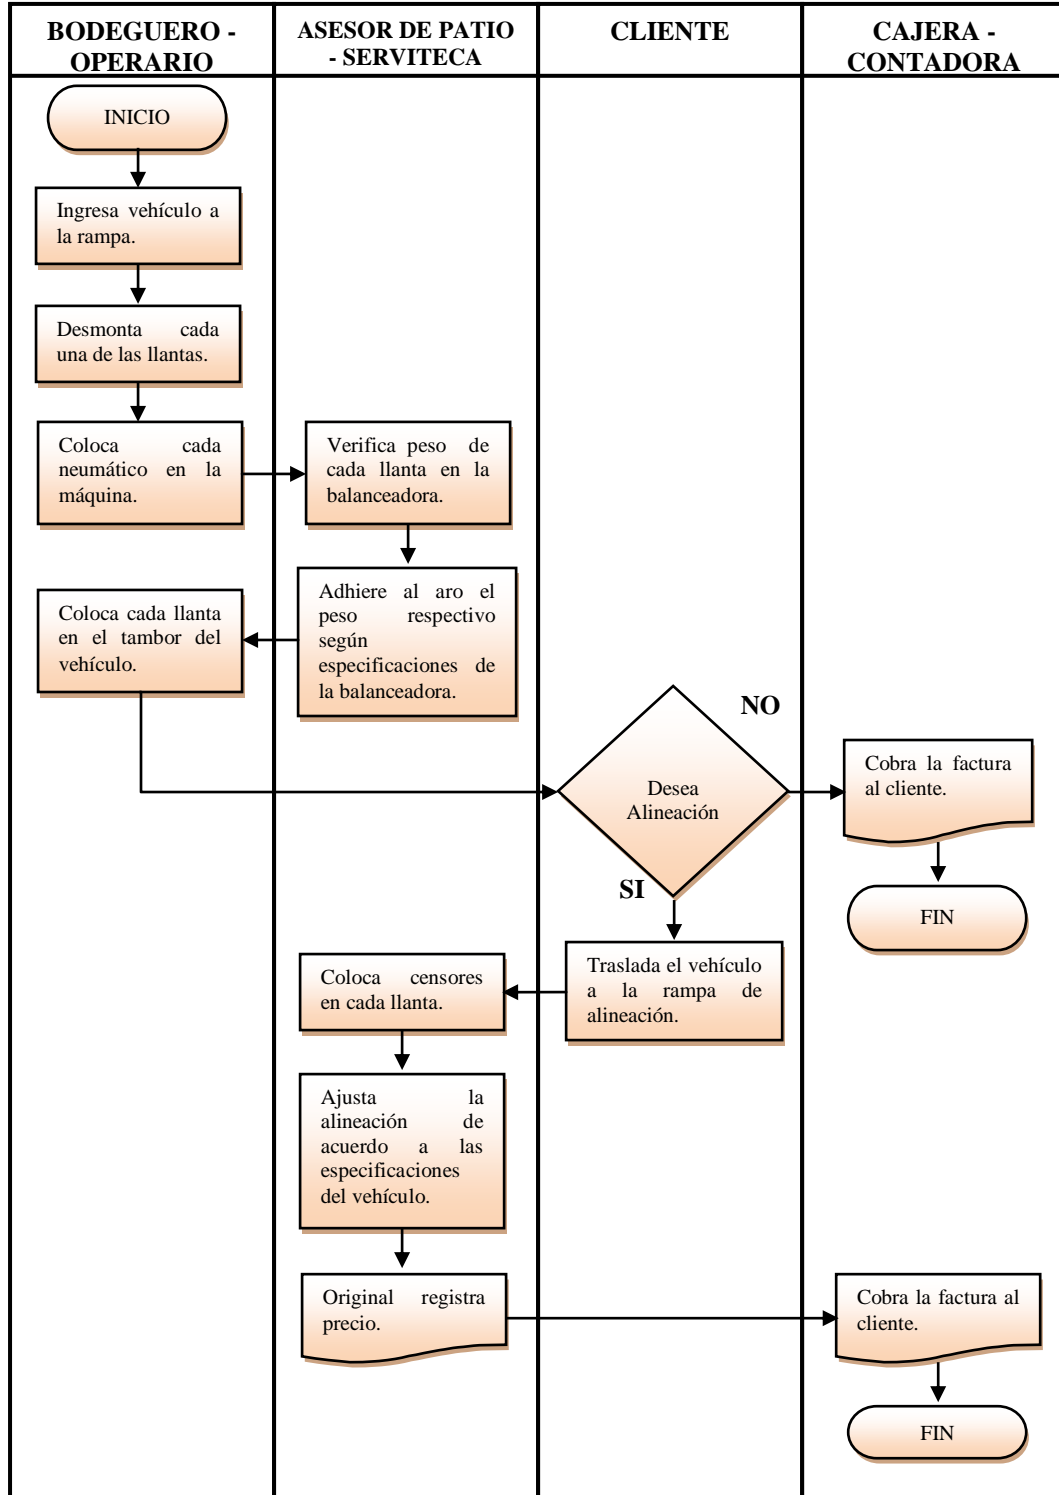 BODEGUERO -
OPERARIO
ASESOR DE PATIO
- SERVITECA
CLIENTE
CAJERA -
CONTADORA
INICIO
Ingresa vehículo a
la rampa.
Desmonta cada
una de las llantas.
Coloca cada
neumático en la
máquina.
Verifica peso de
cada llanta en la
balanceadora.
Adhiere al aro el
peso respectivo
según
especificaciones de
la balanceadora.
Coloca cada llanta
en el tambor del
vehículo.
Desea
Alineación
NO
Cobra la factura
al cliente.
FIN
SI
Traslada el vehículo
a la rampa de
alineación.
Coloca censores
en cada llanta.
Ajusta la
alineación de
acuerdo a las
especificaciones
del vehículo.
Original registra
precio.
Cobra la factura al
cliente.
FIN